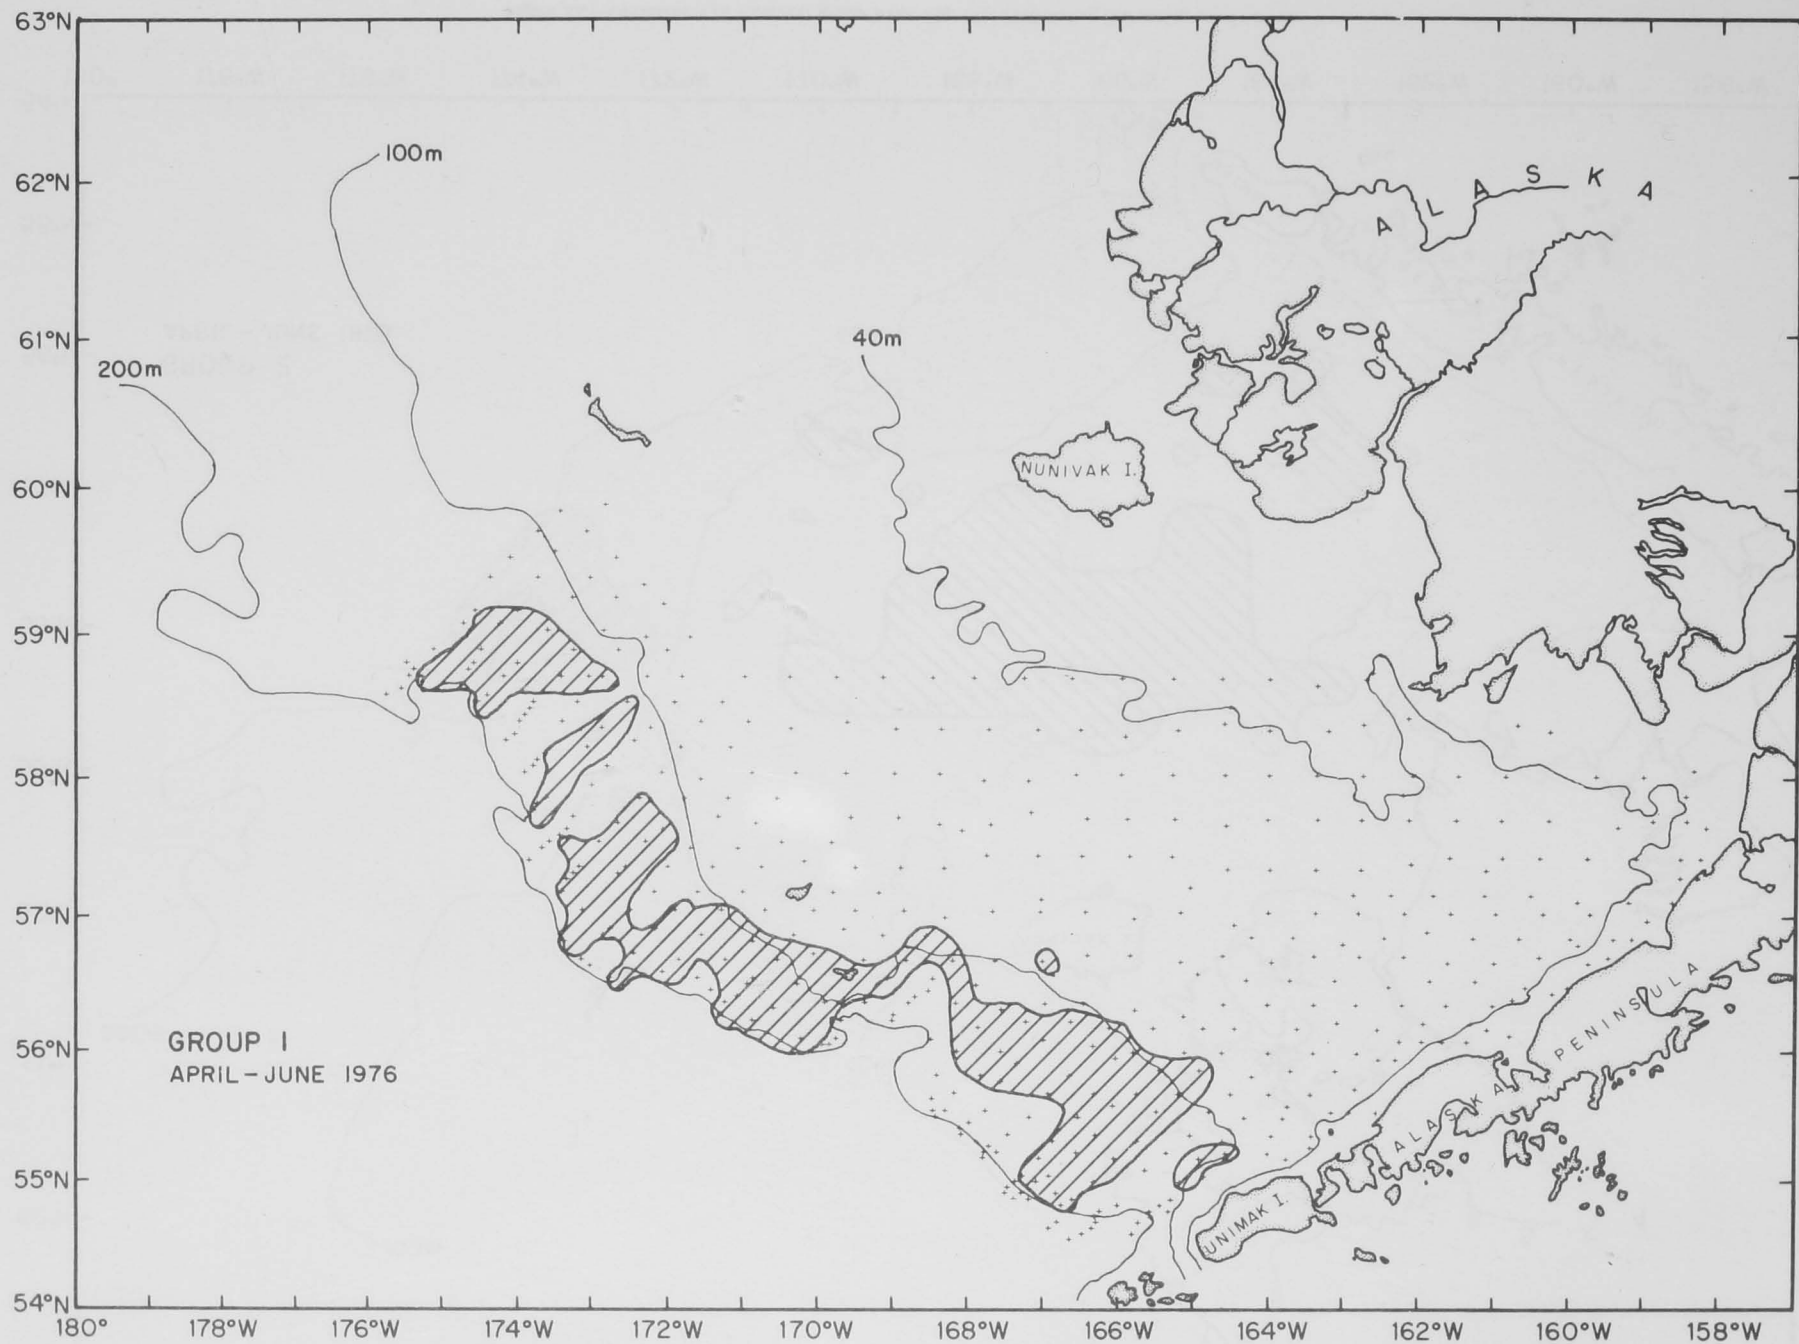 63°N
100m
62°N
A L A S K A
61°N
40m
200m
60°N
NUNIVAK I.
59°N
58°N
57°N
56°N
GROUP I
APRIL-JUNE 1976
ALASKA PENINSULA
55°N
UNIMAK I.
54°N
180° 178°W 176°W 174°W 172°W 170°W 168°W 166°W 164°W 162°W 160°W 158°W